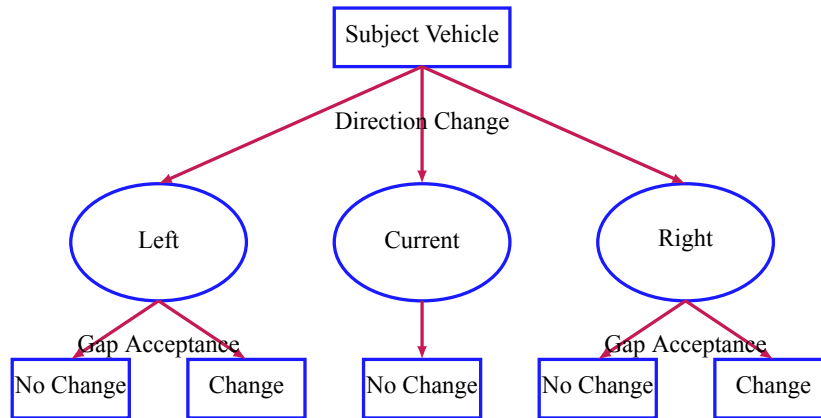 Subject Vehicle
Direction Change
Left
Current
Right
Gap Acceptance
Gap Acceptance
No Change
Change
No Change
No Change
Change